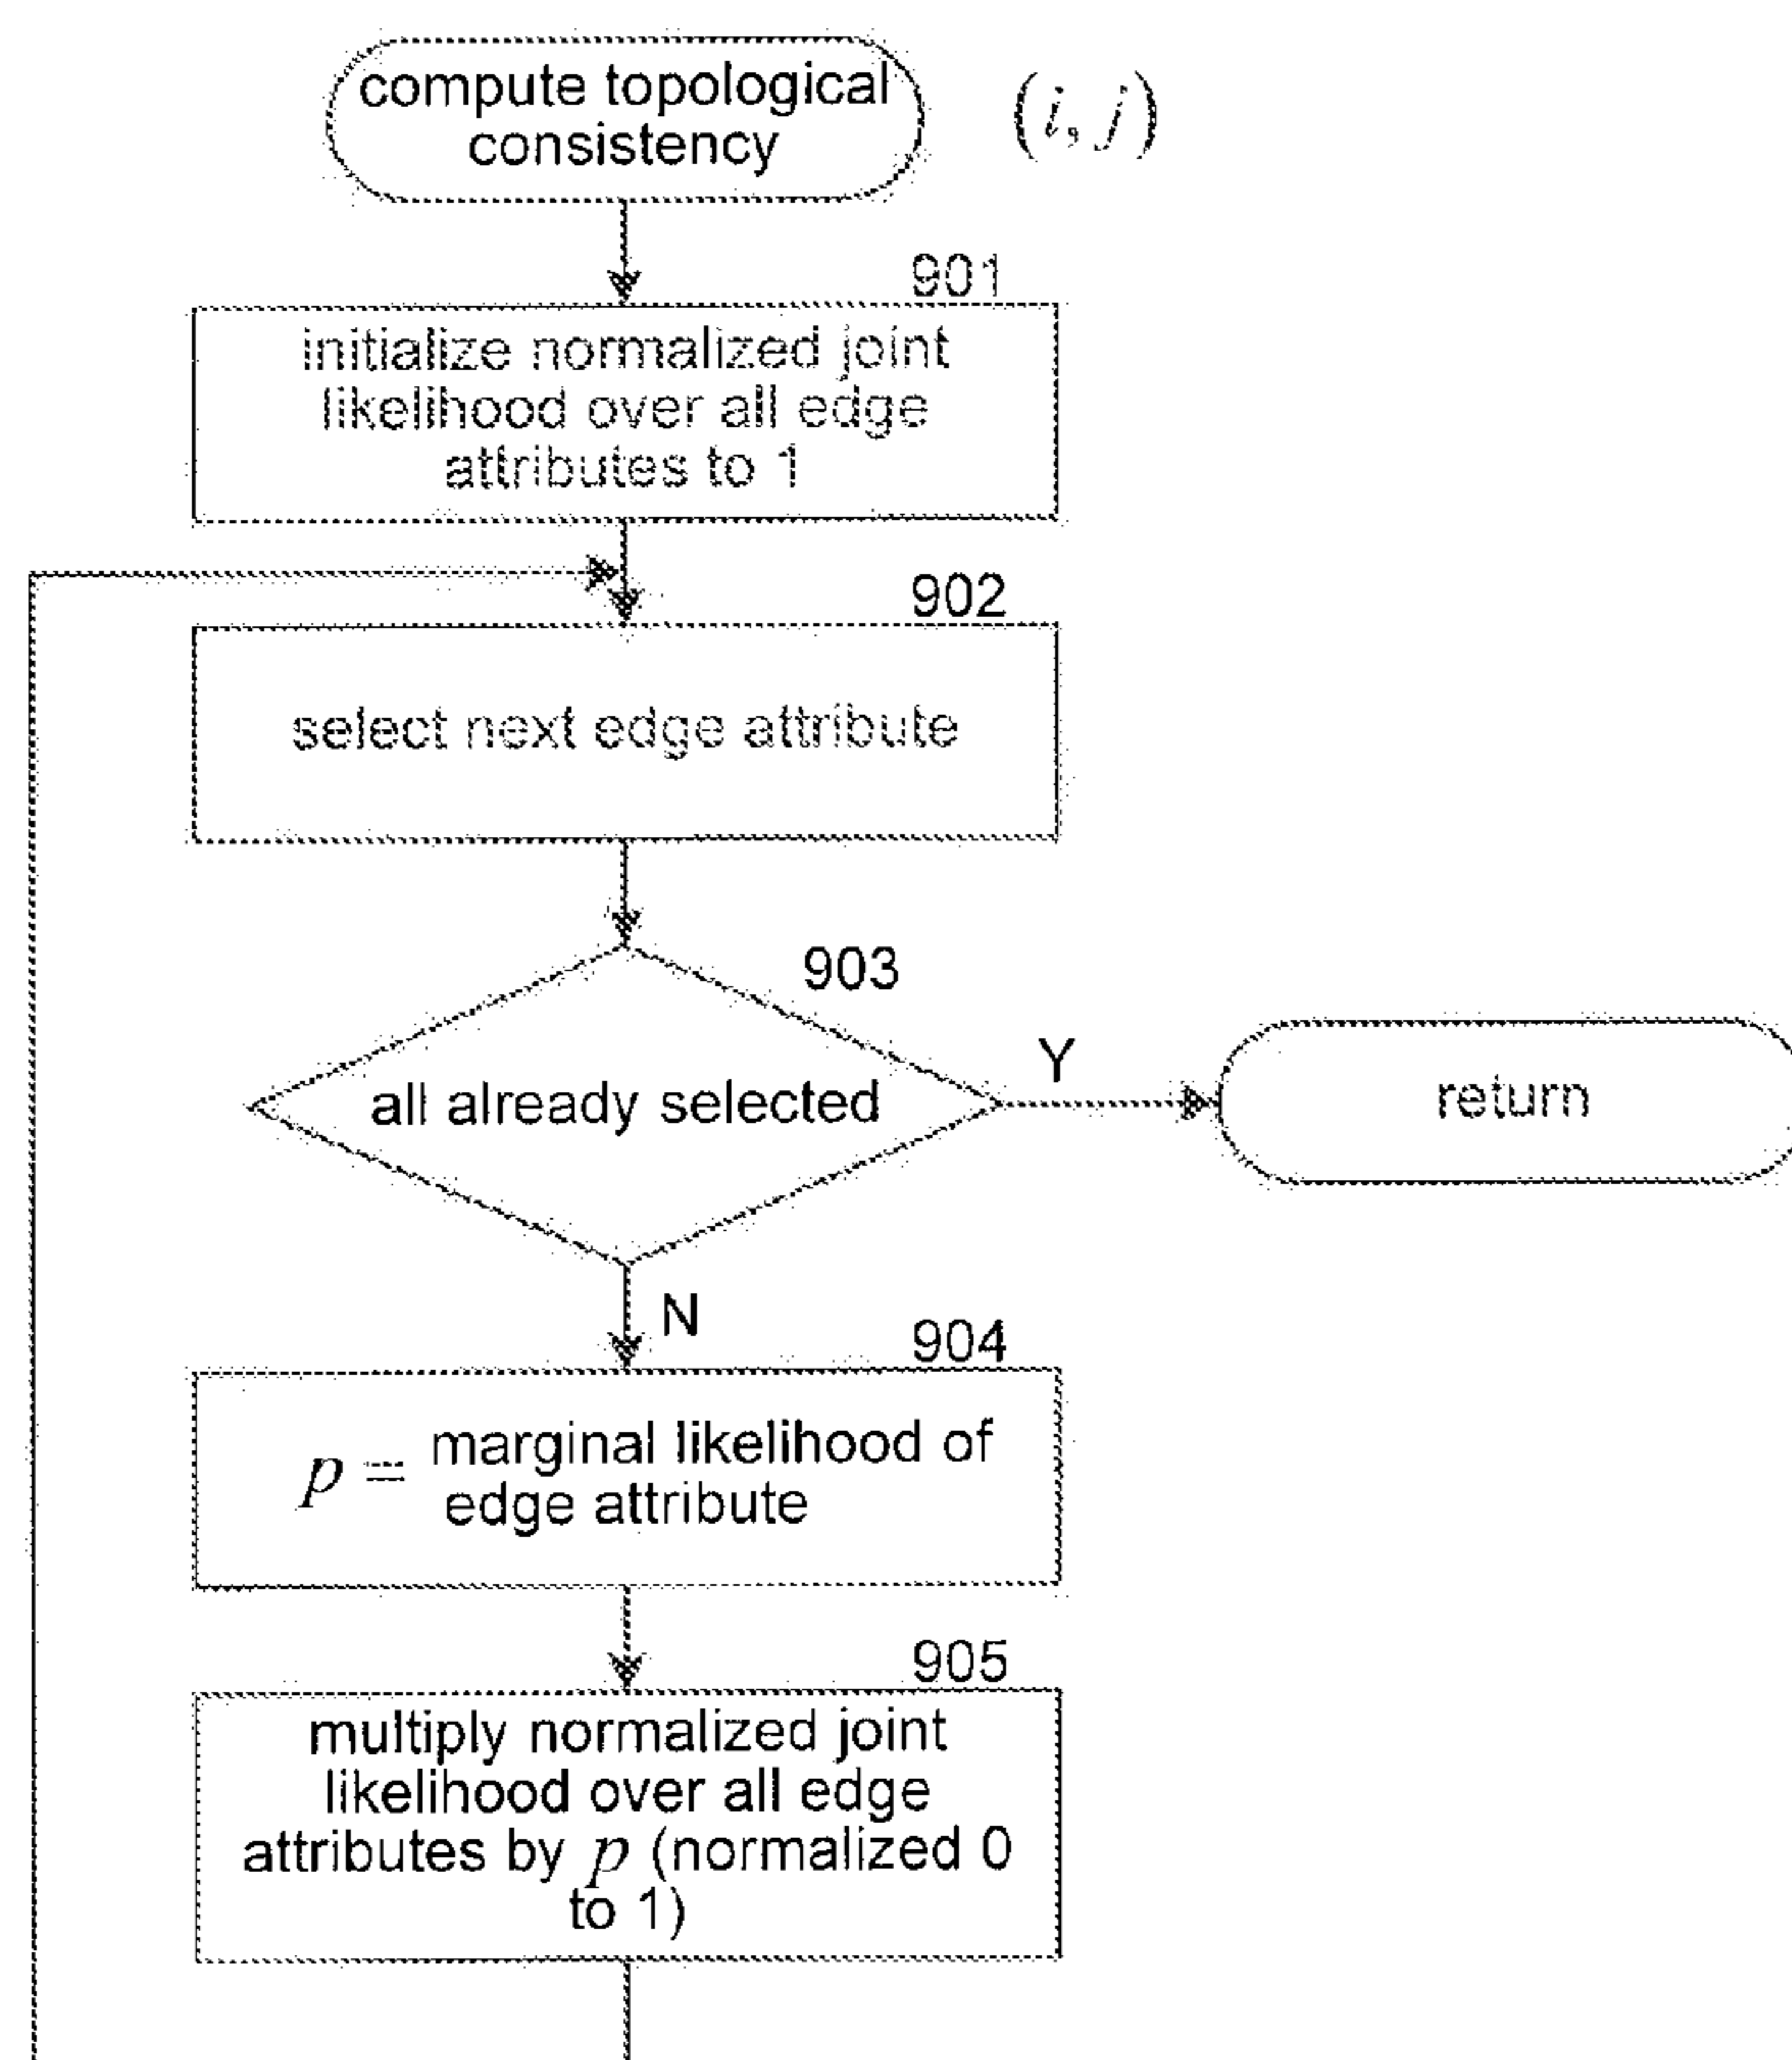 compute topological
consistency
(i, j)
901
initialize normalized joint
likelihood over all edge
attributes to 1
902
select next edge attribute
903
all already selected
Y
return
N
904
p = marginal likelihood of
edge attribute
905
multiply normalized joint
likelihood over all edge
attributes by p (normalized 0
to 1)